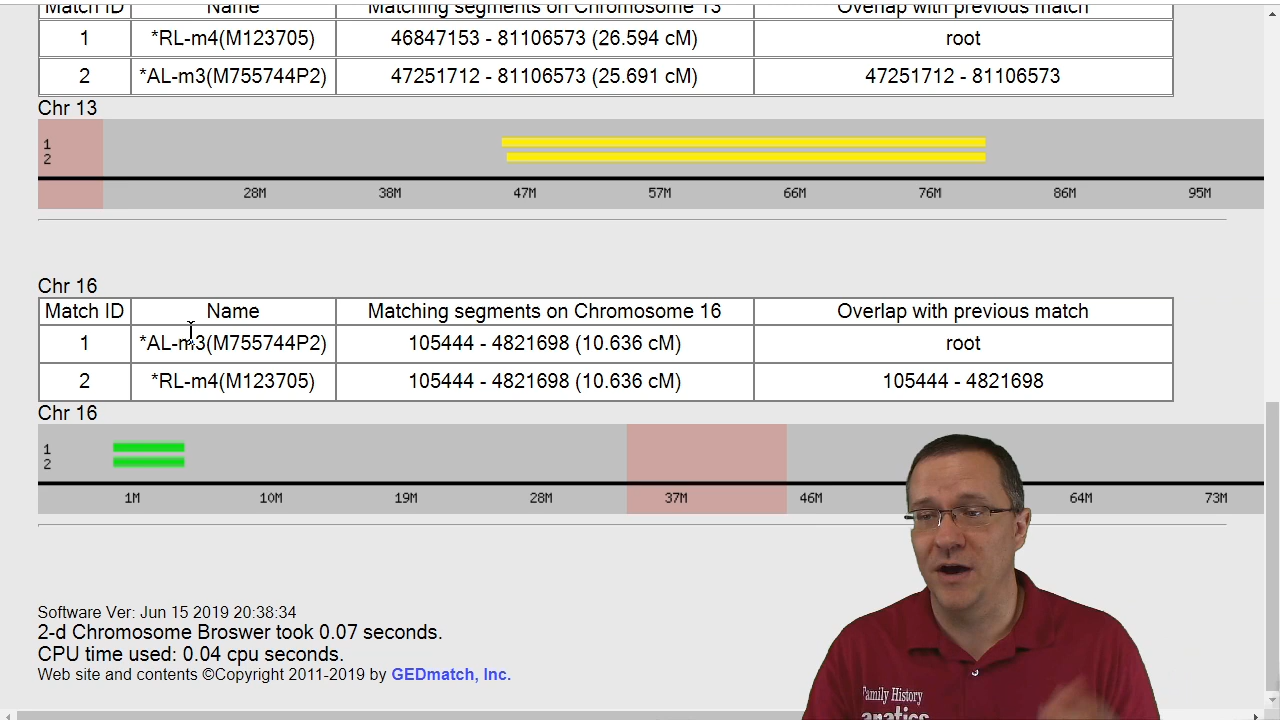 Match ID Name Matching segments on Chromosome 13 Overlap with previous match
1 *RL-m4(M123705) 46847153 - 81106573 (26.594 cM) root
2 *AL-m3(M755744P2) 47251712 - 81106573 (25.691 cM) 47251712 - 81106573
Chr 13
1
2
28M 38M 47M 57M 66M 76M 86M 95M
Chr 16
Match ID Name Matching segments on Chromosome 16 Overlap with previous match
1 *AL-m3(M755744P2) 105444 - 4821698 (10.636 cM) root
2 *RL-m4(M123705) 105444 - 4821698 (10.636 cM) 105444 - 4821698
Chr 16
1
2
1M 10M 19M 28M 37M 46M 64M 73M
Software Ver: Jun 15 2019 20:38:34
2-d Chromosome Broswer took 0.07 seconds.
CPU time used: 0.04 cpu seconds.
Web site and contents ©Copyright 2011-2019 by GEDmatch, Inc.
Family History